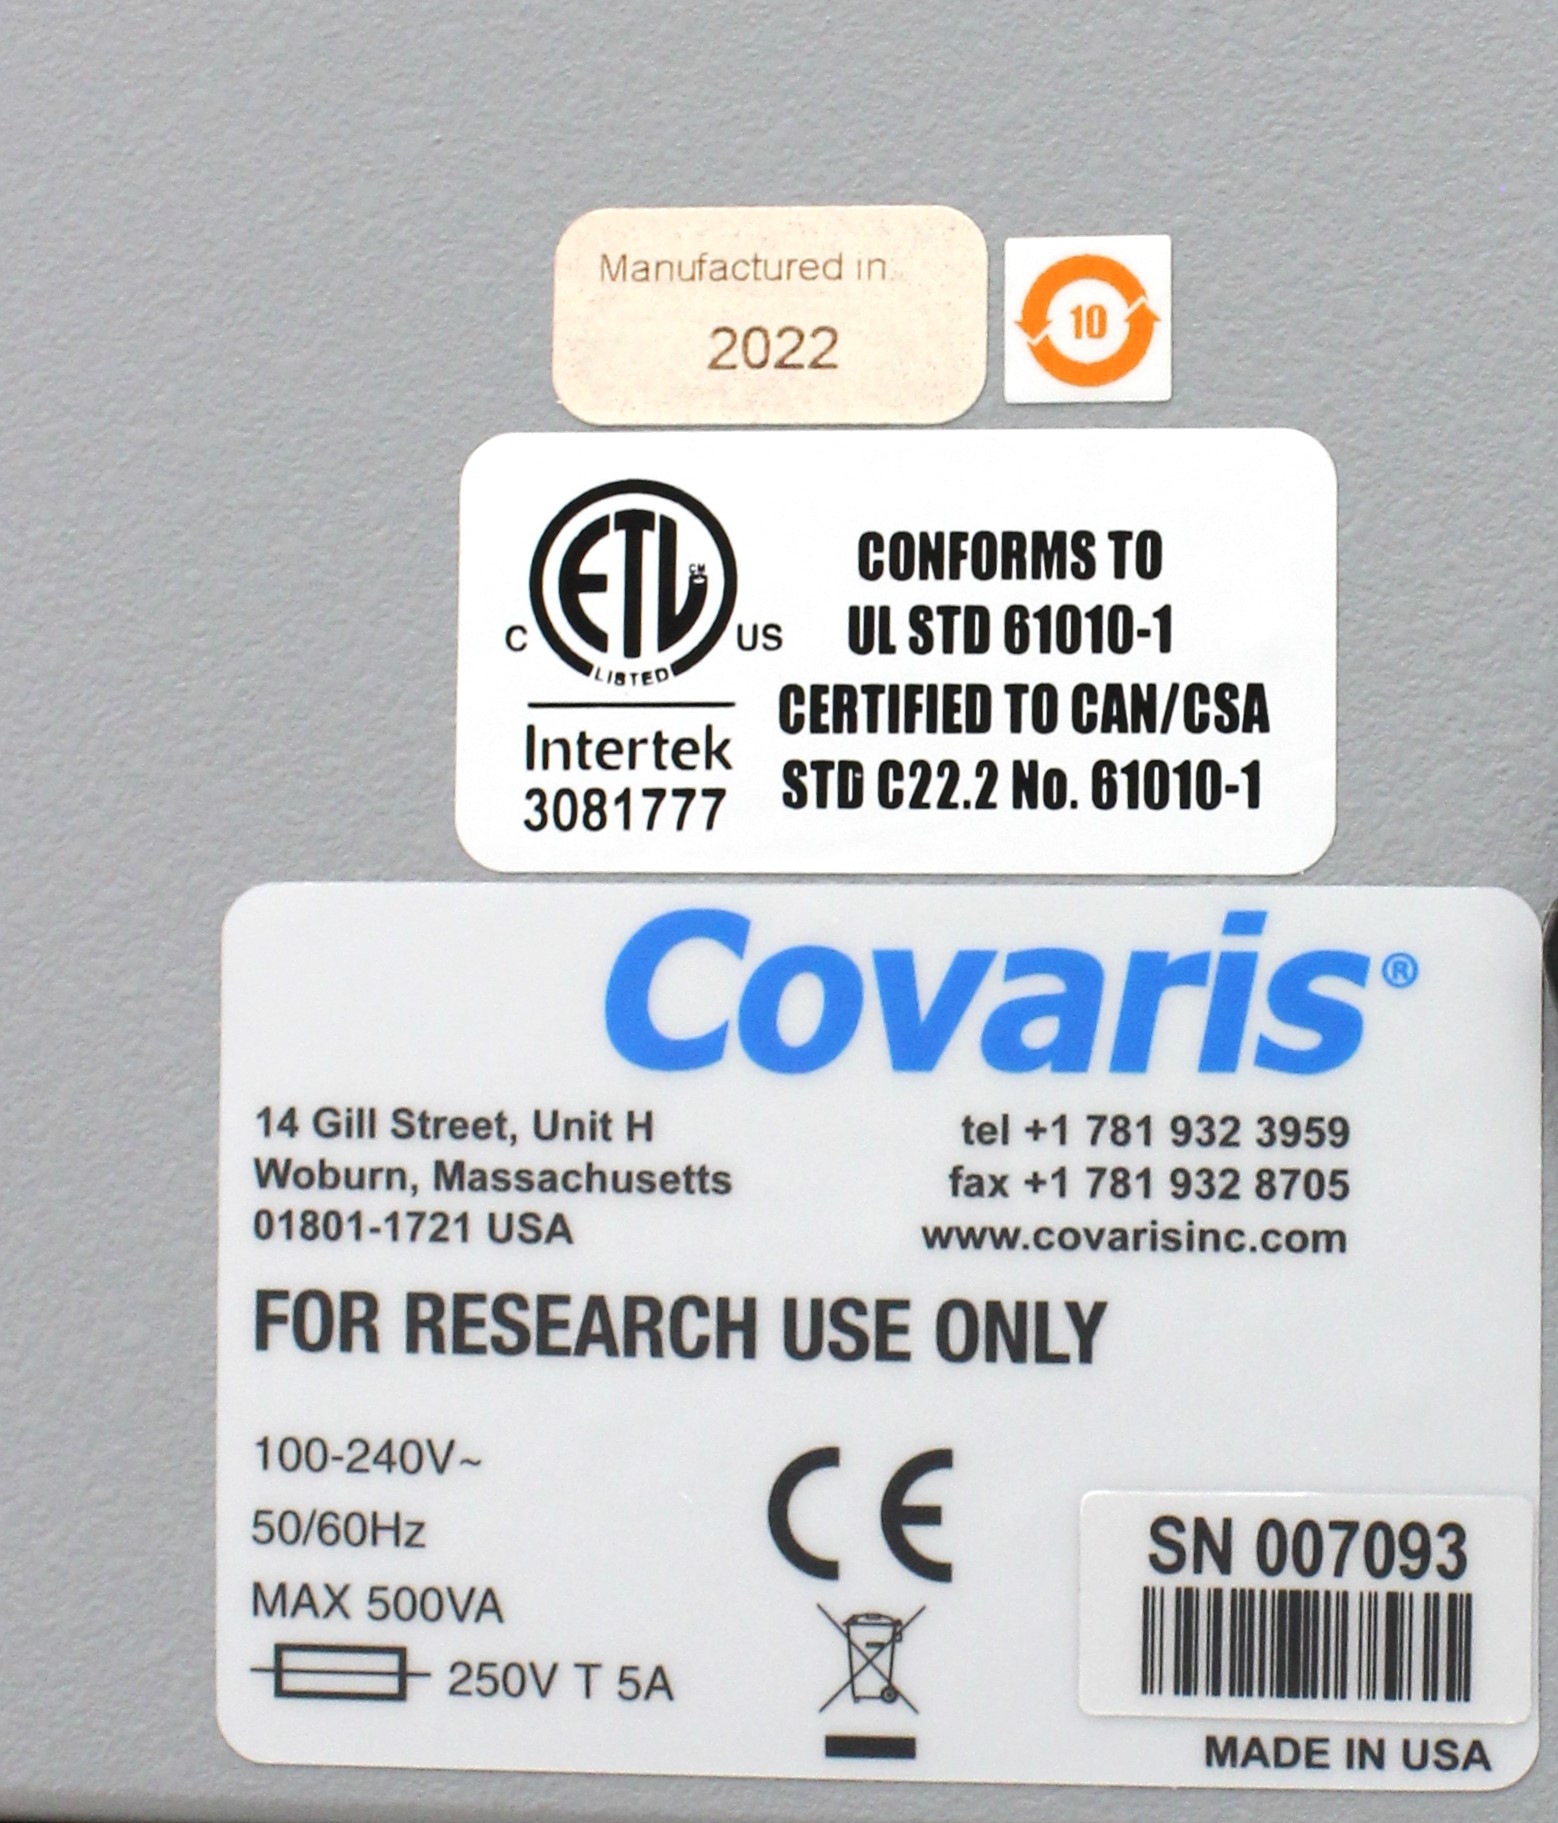 Manufactured in
2022
10
ETL
CM
C US
LISTED
Intertek
3081777
CONFORMS TO
UL STD 61010-1
CERTIFIED TO CAN/CSA
STD C22.2 No. 61010-1
Covaris®
14 Gill Street, Unit H
Woburn, Massachusetts
01801-1721 USA
tel +1 781 932 3959
fax +1 781 932 8705
www.covarisinc.com
FOR RESEARCH USE ONLY
100-240V~
50/60Hz
MAX 500VA
250V T 5A
CE
SN 007093
MADE IN USA